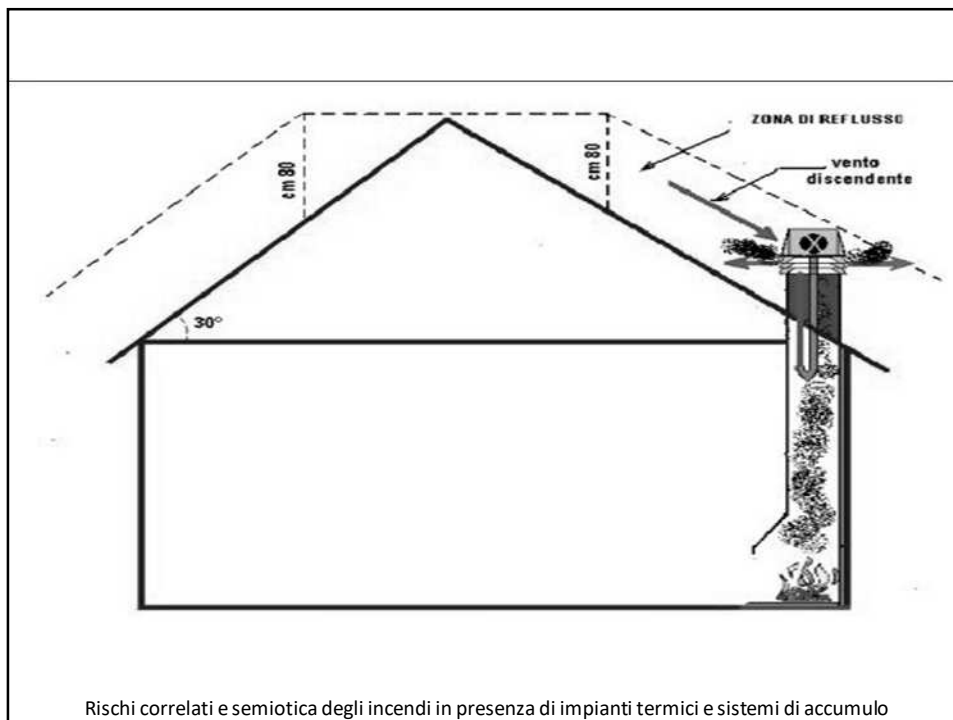 ZONA DI REFLUSSO
vento
discendente
cm 80
cm 80
30°
Rischi correlati e semiotica degli incendi in presenza di impianti termici e sistemi di accumulo